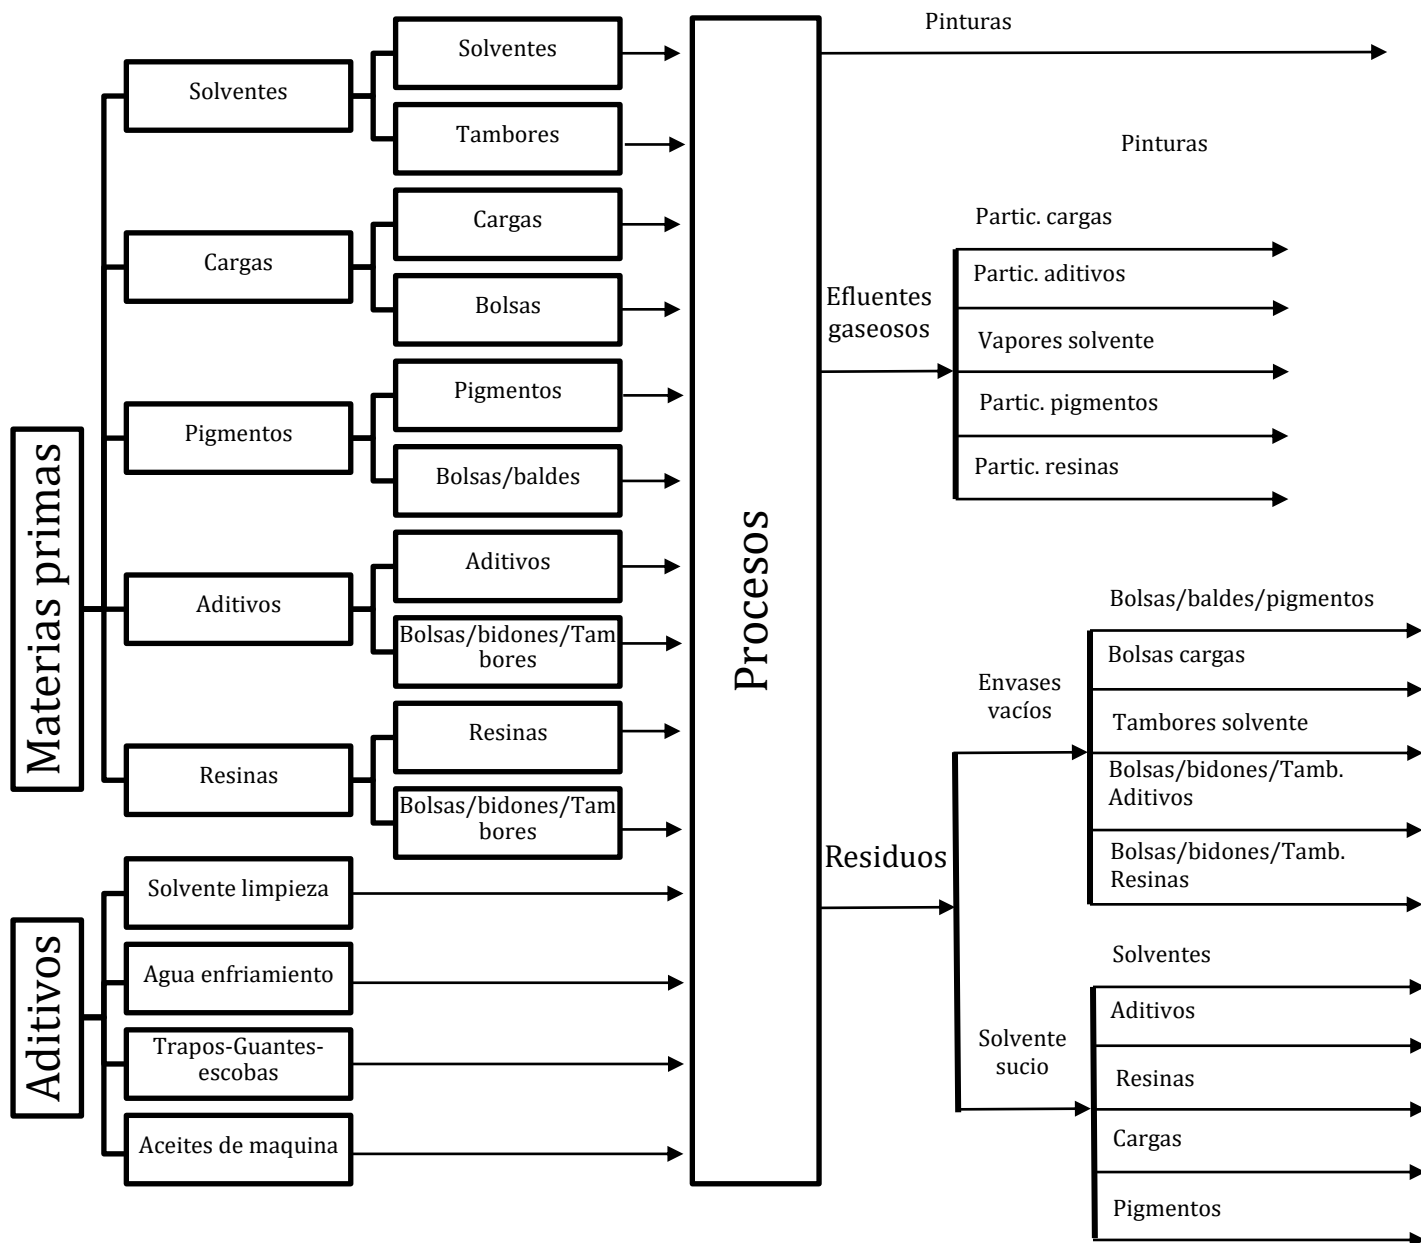 Materias primas
Solventes
Solventes
Tambores
Cargas
Cargas
Bolsas
Pigmentos
Pigmentos
Bolsas/baldes
Aditivos
Aditivos
Bolsas/bidones/Tam
bores
Resinas
Resinas
Bolsas/bidones/Tam
bores
Aditivos
Solvente limpieza
Agua enfriamiento
Trapos-Guantes-
escobas
Aceites de maquina
Procesos
Pinturas
Pinturas
Efluentes
gaseosos
Partic. cargas
Partic. aditivos
Vapores solvente
Partic. pigmentos
Partic. resinas
Residuos
Envases
vacíos
Bolsas/baldes/pigmentos
Bolsas cargas
Tambores solvente
Bolsas/bidones/Tamb.
Aditivos
Bolsas/bidones/Tamb.
Resinas
Solvente
sucio
Solventes
Aditivos
Resinas
Cargas
Pigmentos